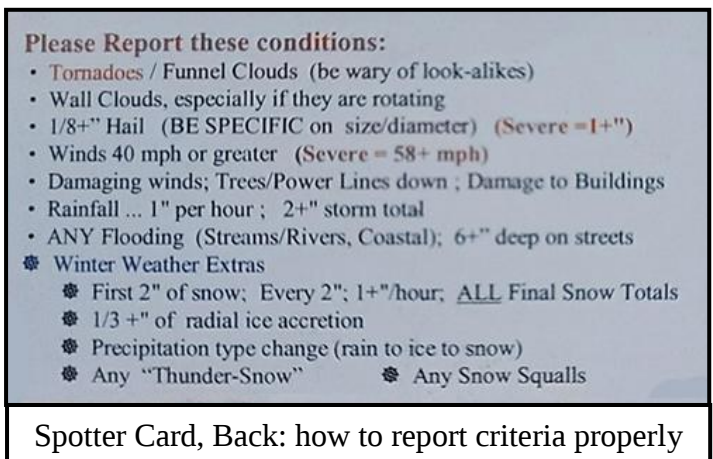 Please Report these conditions:
· Tornadoes / Funnel Clouds (be wary of look-alikes)
· Wall Clouds, especially if they are rotating
· 1/8+” Hail (BE SPECIFIC on size/diameter) (Severe =1+")
· Winds 40 mph or greater (Severe = 58+ mph)
· Damaging winds; Trees/Power Lines down ; Damage to Buildings
· Rainfall ... 1" per hour ; 2+" storm total
· ANY Flooding (Streams/Rivers, Coastal); 6+" deep on streets
Winter Weather Extras
First 2" of snow; Every 2"; 1+"/hour; ALL Final Snow Totals
1/3 +" of radial ice accretion
Precipitation type change (rain to ice to snow)
Any “Thunder-Snow” Any Snow Squalls
Spotter Card, Back: how to report criteria properly